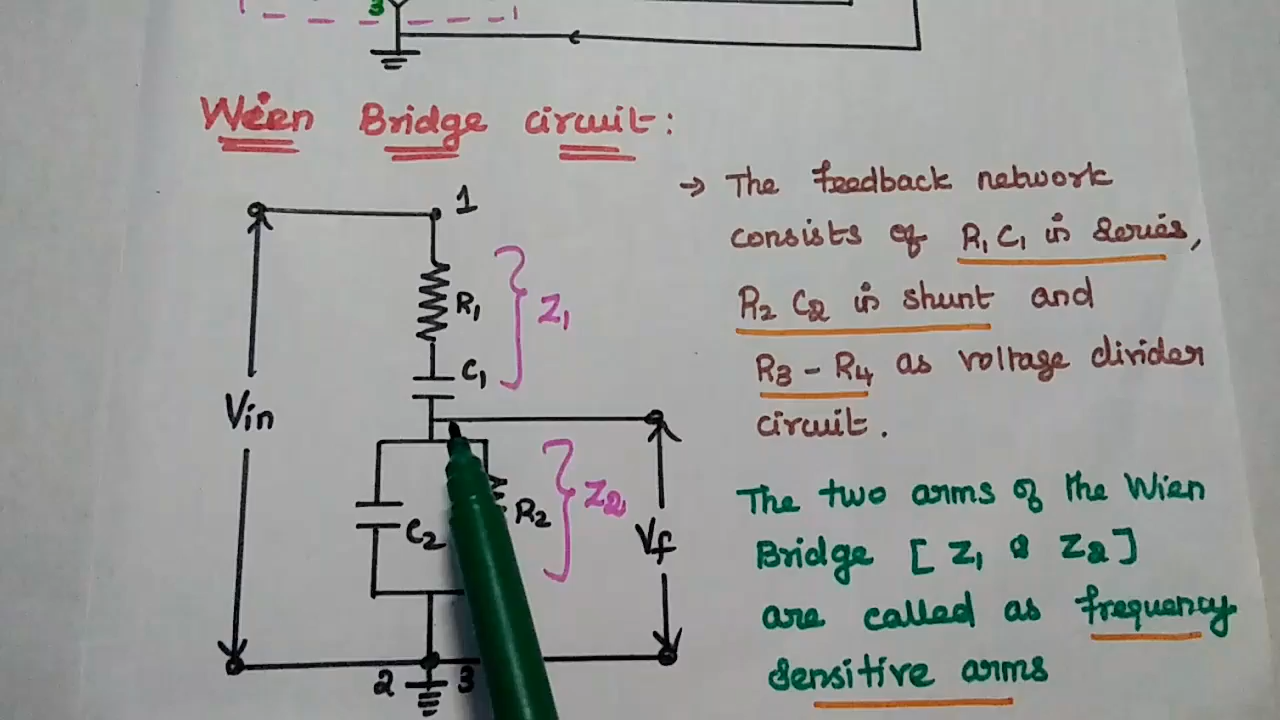 3
Wein Bridge circuit:
1
R1
Z1
C1
Vin
C2
R2
Z2
Vf
2
3
→ The feedback network
consists of R1 C1 in series,
R2 C2 in shunt and
R3 - R4 as voltage divider
circuit.
The two arms of the Wien
Bridge [ Z1 & Z2 ]
are called as frequency
sensitive arms